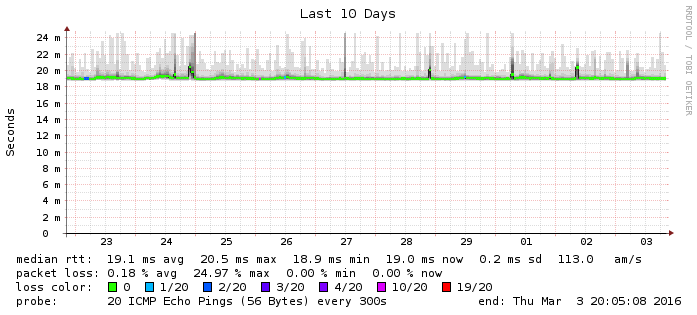 Last 10 Days
RRDTOOL / TOBI OETIKER
Seconds
24 m
22 m
20 m
18 m
16 m
14 m
12 m
10 m
8 m
6 m
4 m
2 m
0
23 24 25 26 27 28 29 01 02 03
median rtt: 19.1 ms avg 20.5 ms max 18.9 ms min 19.0 ms now 0.2 ms sd 113.0 am/s
packet loss: 0.18 % avg 24.97 % max 0.00 % min 0.00 % now
loss color: 0 1/20 2/20 3/20 4/20 10/20 19/20
probe: 20 ICMP Echo Pings (56 Bytes) every 300s end: Thu Mar 3 20:05:08 2016